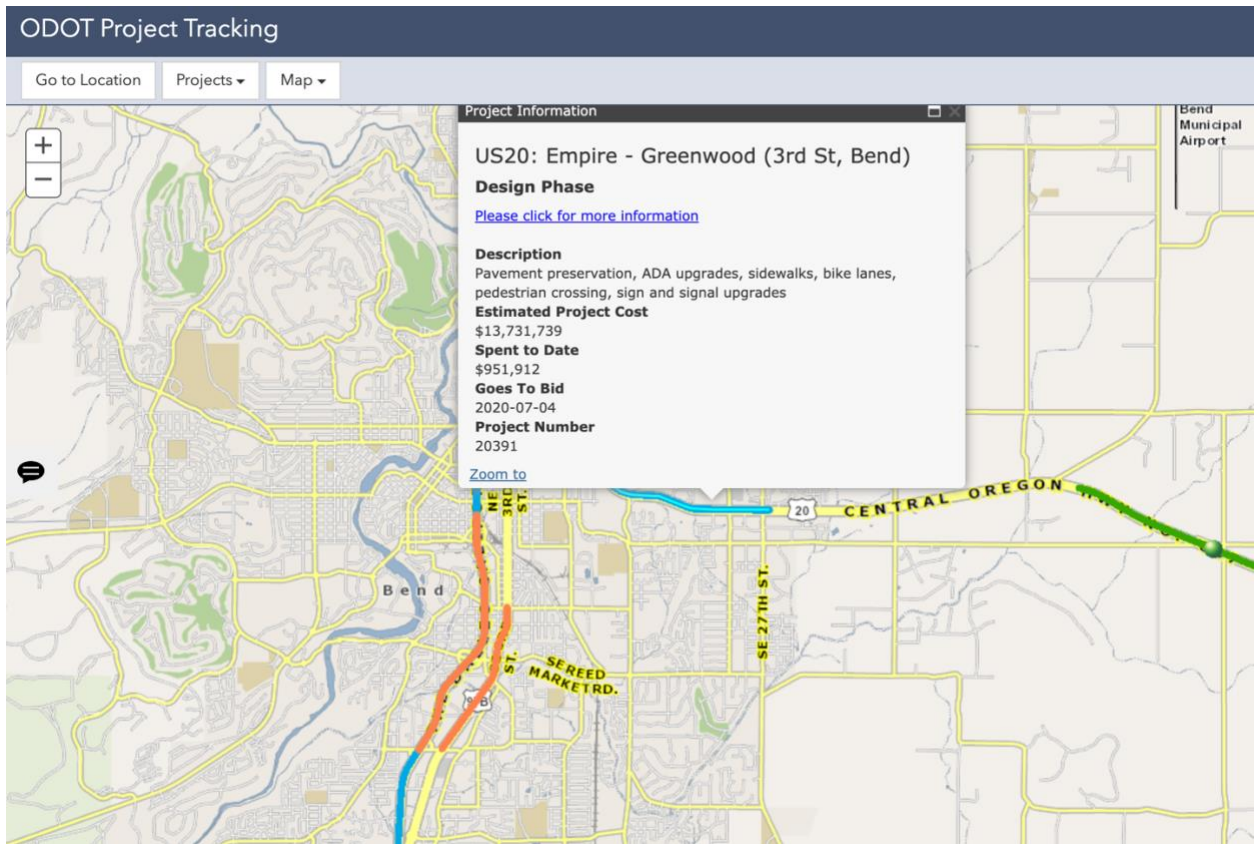 ODOT Project Tracking
Go to Location
Projects
Map
+
−
Project Information
US20: Empire - Greenwood (3rd St, Bend)
Design Phase
Please click for more information
Description
Pavement preservation, ADA upgrades, sidewalks, bike lanes,
pedestrian crossing, sign and signal upgrades
Estimated Project Cost
$13,731,739
Spent to Date
$951,912
Goes To Bid
2020-07-04
Project Number
20391
Zoom to
Bend
Municipal
Airport
NE
3RD
ST.
20
CENTRAL OREGON
Bend
SE 27TH ST.
ST.
SE REED
MARKET RD.